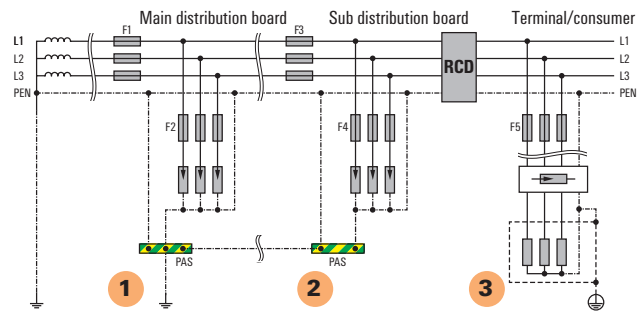 Main distribution board Sub distribution board Terminal/consumer
F1 F3
L1 L1
L2 RCD L2
L3 L3
PEN PEN
F2 F4 F5
PAS PAS
1 2 3